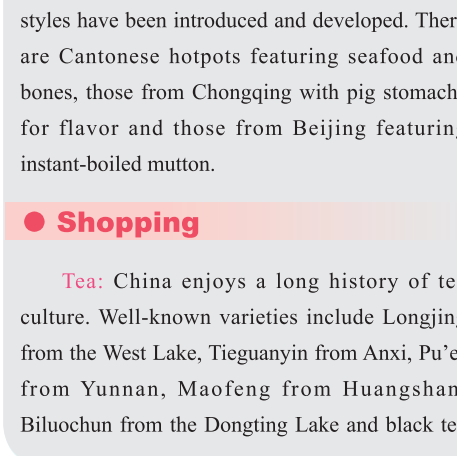 styles have been introduced and developed. Ther
are Cantonese hotpots featuring seafood an
bones, those from Chongqing with pig stomach
for flavor and those from Beijing featurin
instant-boiled mutton.
● Shopping
Tea: China enjoys a long history of te
culture. Well-known varieties include Longjin
from the West Lake, Tieguanyin from Anxi, Pu'e
from Yunnan, Maofeng from Huangshan
Biluochun from the Dongting Lake and black te